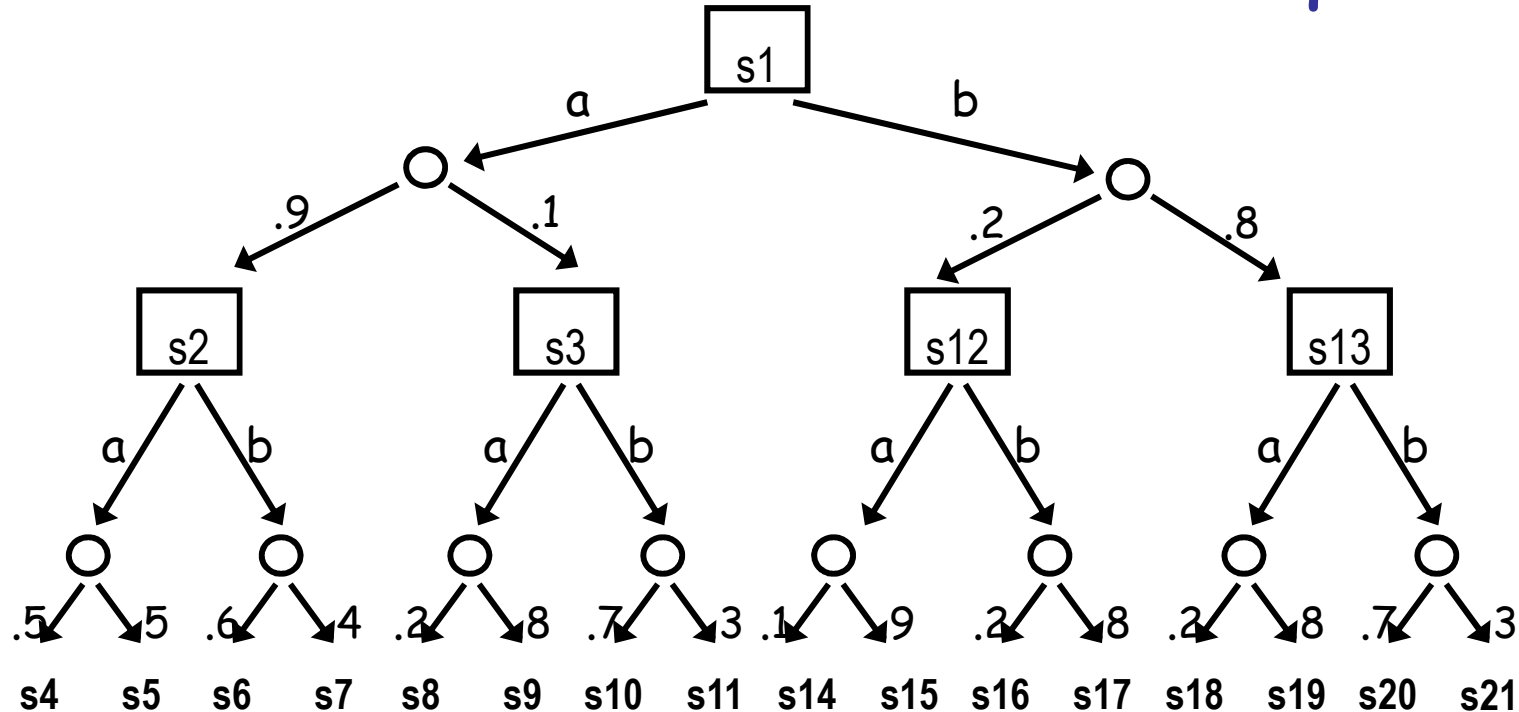 s1
a b
.9 .1 .2 .8
s2 s3 s12 s13
a b a b a b a b
.5 .5 .6 .4 .2 .8 .7 .3 .1 .9 .2 .8 .2 .8 .7 .3
s4 s5 s6 s7 s8 s9 s10 s11 s14 s15 s16 s17 s18 s19 s20 s21